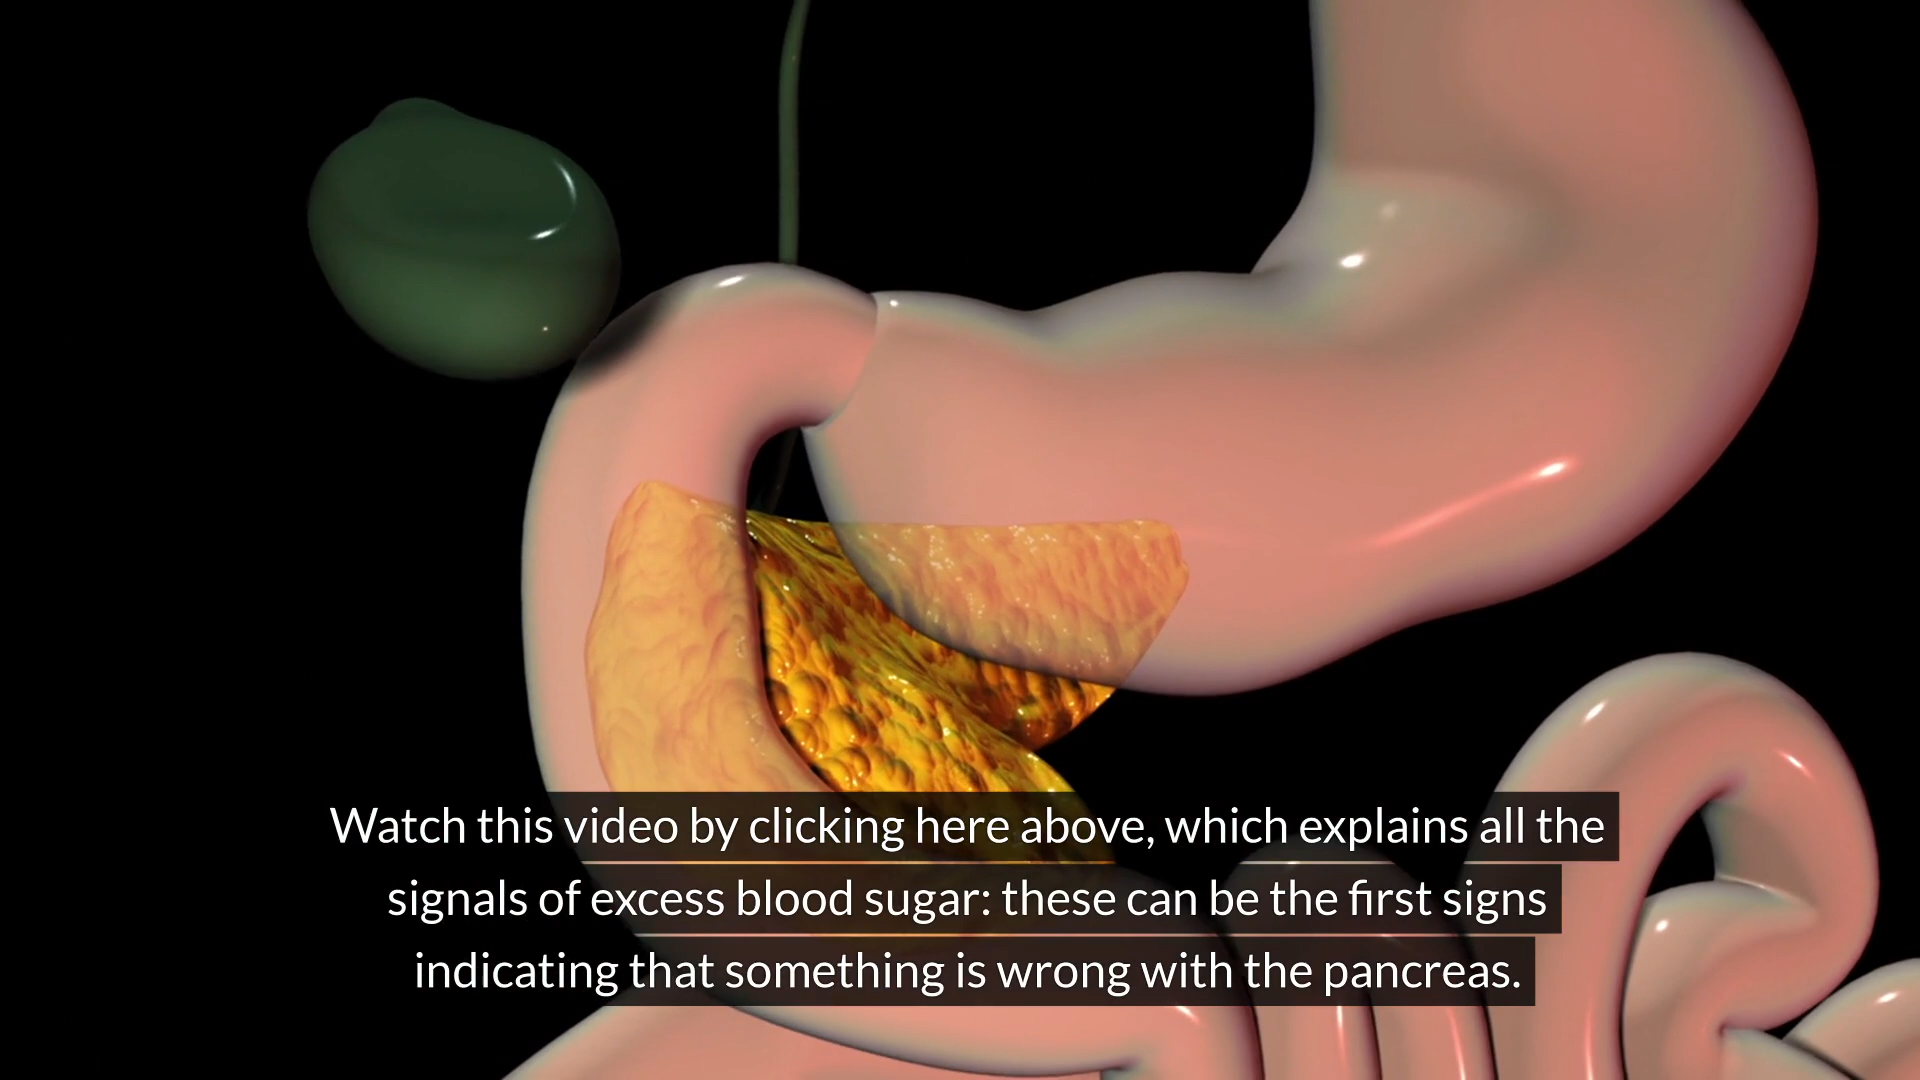 Watch this video by clicking here above, which explains all the
signals of excess blood sugar: these can be the first signs
indicating that something is wrong with the pancreas.